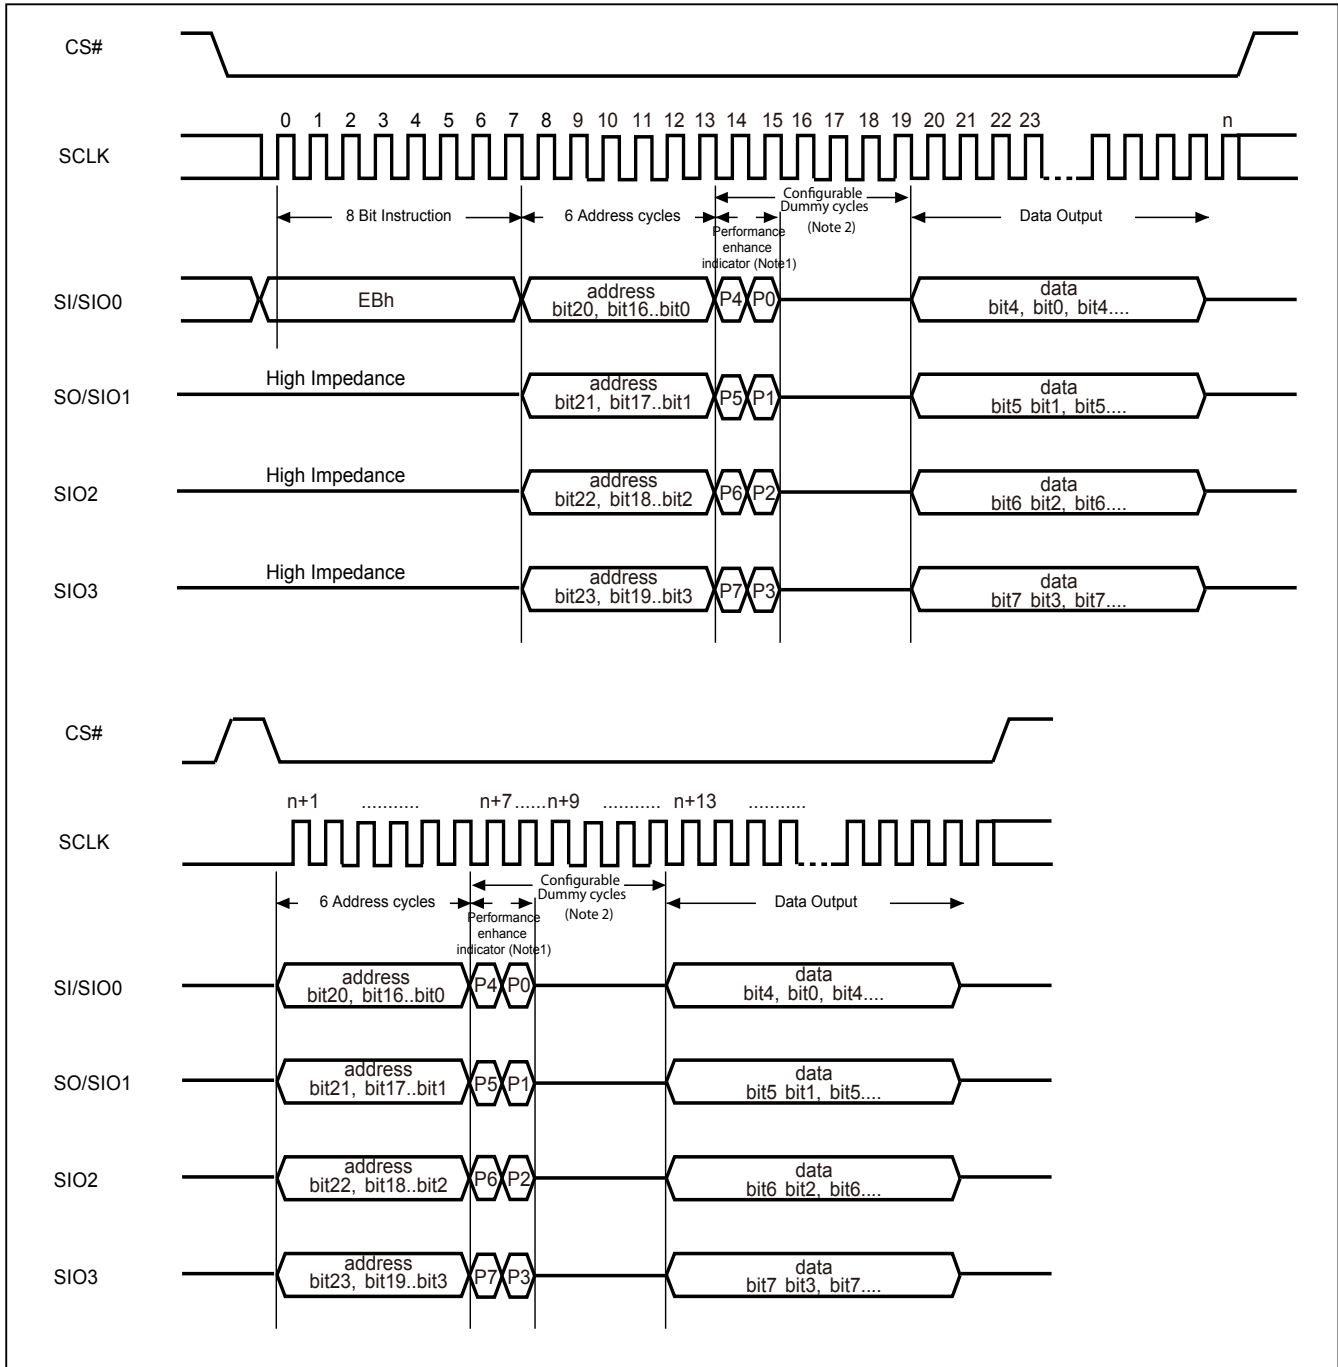 CS#
0 1 2 3 4 5 6 7 8 9 10 11 12 13 14 15 16 17 18 19 20 21 22 23 n
SCLK
8 Bit Instruction
6 Address cycles
Configurable
Dummy cycles
(Note 2)
Data Output
Performance
enhance
indicator (Note1)
SI/SIO0
EBh
address
bit20, bit16..bit0
P4
P0
data
bit4, bit0, bit4....
High Impedance
SO/SIO1
address
bit21, bit17..bit1
P5
P1
data
bit5 bit1, bit5....
High Impedance
SIO2
address
bit22, bit18..bit2
P6
P2
data
bit6 bit2, bit6....
High Impedance
SIO3
address
bit23, bit19..bit3
P7
P3
data
bit7 bit3, bit7....
CS#
n+1 ........... n+7......n+9 ........... n+13 ...........
SCLK
6 Address cycles
Configurable
Dummy cycles
(Note 2)
Data Output
Performance
enhance
indicator (Note1)
SI/SIO0
address
bit20, bit16..bit0
P4
P0
data
bit4, bit0, bit4....
SO/SIO1
address
bit21, bit17..bit1
P5
P1
data
bit5 bit1, bit5....
SIO2
address
bit22, bit18..bit2
P6
P2
data
bit6 bit2, bit6....
SIO3
address
bit23, bit19..bit3
P7
P3
data
bit7 bit3, bit7....